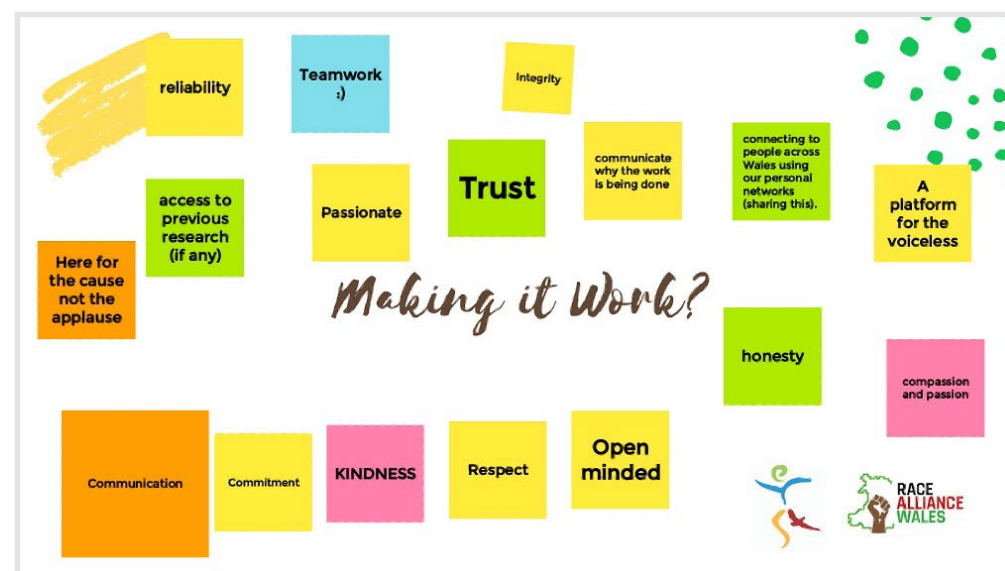 reliability
Teamwork
:)
Integrity
Passionate
Trust
communicate
why the work
is being done
connecting to
people across
Wales using
our personal
networks
(sharing this).
A
platform
for the
voiceless
access to
previous
research
(if any)
Here for
the cause
not the
applause
Making it Work?
honesty
compassion
and passion
Communication
Commitment
KINDNESS
Respect
Open
minded
RACE
ALLIANCE
WALES